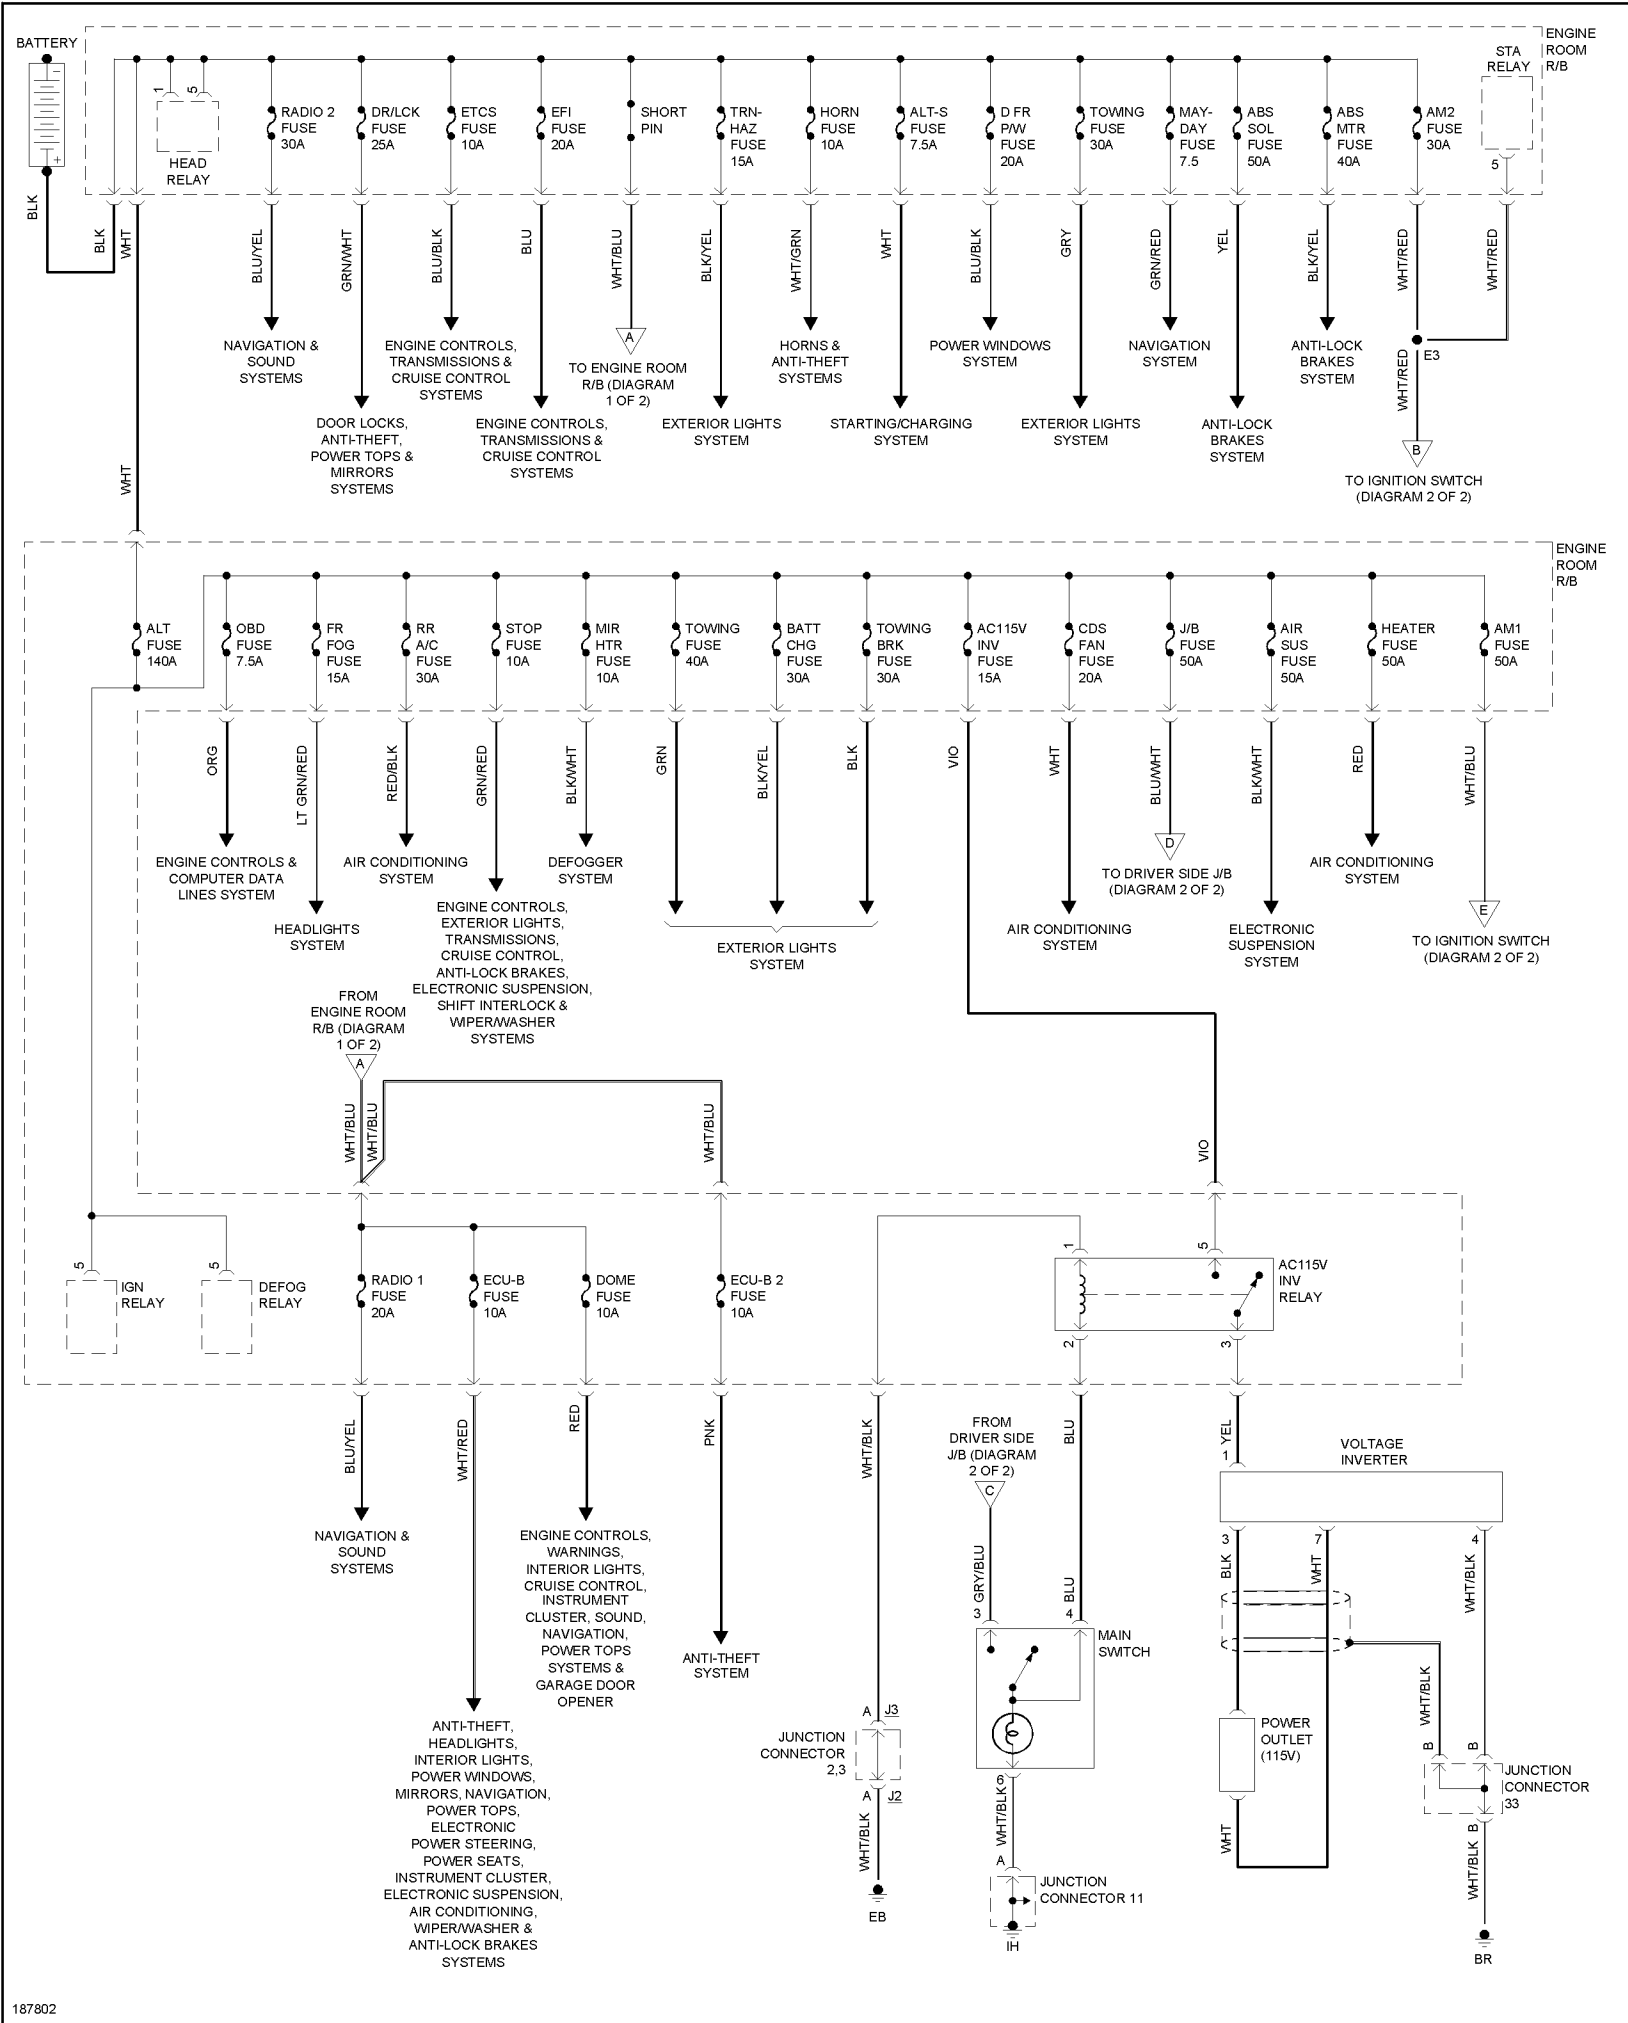 BATTERY
ENGINE
ROOM
R/B
STA
RELAY
1
5
HEAD
RELAY
RADIO 2
FUSE
30A
DR/LCK
FUSE
25A
ETCS
FUSE
10A
EFI
FUSE
20A
SHORT
PIN
TRN-
HAZ
FUSE
15A
HORN
FUSE
10A
ALT-S
FUSE
7.5A
D FR
P/W
FUSE
20A
TOWING
FUSE
30A
MAY-
DAY
FUSE
7.5
ABS
SOL
FUSE
50A
ABS
MTR
FUSE
40A
AM2
FUSE
30A
5
BLK
BLK
WHT
BLU/YEL
GRN/WHT
BLU/BLK
BLU
WHT/BLU
BLK/YEL
WHT/GRN
WHT
BLU/BLK
GRY
GRN/RED
YEL
BLK/YEL
WHT/RED
WHT/RED
NAVIGATION &
SOUND
SYSTEMS
DOOR LOCKS,
ANTI-THEFT,
POWER TOPS &
MIRRORS
SYSTEMS
ENGINE CONTROLS,
TRANSMISSIONS &
CRUISE CONTROL
SYSTEMS
ENGINE CONTROLS,
TRANSMISSIONS &
CRUISE CONTROL
SYSTEMS
A
TO ENGINE ROOM
R/B (DIAGRAM
1 OF 2)
EXTERIOR LIGHTS
SYSTEM
HORNS &
ANTI-THEFT
SYSTEMS
STARTING/CHARGING
SYSTEM
POWER WINDOWS
SYSTEM
EXTERIOR LIGHTS
SYSTEM
NAVIGATION
SYSTEM
ANTI-LOCK
BRAKES
SYSTEM
ANTI-LOCK
BRAKES
SYSTEM
E3
WHT/RED
B
TO IGNITION SWITCH
(DIAGRAM 2 OF 2)
WHT
ENGINE
ROOM
R/B
ALT
FUSE
140A
OBD
FUSE
7.5A
FR
FOG
FUSE
15A
RR
A/C
FUSE
30A
STOP
FUSE
10A
MIR
HTR
FUSE
10A
TOWING
FUSE
40A
BATT
CHG
FUSE
30A
TOWING
BRK
FUSE
30A
AC115V
INV
FUSE
15A
CDS
FAN
FUSE
20A
J/B
FUSE
50A
AIR
SUS
FUSE
50A
HEATER
FUSE
50A
AM1
FUSE
50A
ORG
LT GRN/RED
RED/BLK
GRN/RED
BLK/WHT
GRN
BLK/YEL
BLK
VIO
WHT
BLU/WHT
BLK/WHT
RED
WHT/BLU
ENGINE CONTROLS &
COMPUTER DATA
LINES SYSTEM
HEADLIGHTS
SYSTEM
AIR CONDITIONING
SYSTEM
ENGINE CONTROLS,
EXTERIOR LIGHTS,
TRANSMISSIONS,
CRUISE CONTROL,
ANTI-LOCK BRAKES,
ELECTRONIC SUSPENSION,
SHIFT INTERLOCK &
WIPER/WASHER
SYSTEMS
DEFOGGER
SYSTEM
EXTERIOR LIGHTS
SYSTEM
AIR CONDITIONING
SYSTEM
D
TO DRIVER SIDE J/B
(DIAGRAM 2 OF 2)
ELECTRONIC
SUSPENSION
SYSTEM
AIR CONDITIONING
SYSTEM
E
TO IGNITION SWITCH
(DIAGRAM 2 OF 2)
FROM
ENGINE ROOM
R/B (DIAGRAM
1 OF 2)
A
WHT/BLU
WHT/BLU
WHT/BLU
VIO
5
IGN
RELAY
5
DEFOG
RELAY
RADIO 1
FUSE
20A
ECU-B
FUSE
10A
DOME
FUSE
10A
ECU-B 2
FUSE
10A
1
5
AC115V
INV
RELAY
2
3
BLU/YEL
WHT/RED
RED
PNK
WHT/BLK
FROM
DRIVER SIDE
J/B (DIAGRAM
2 OF 2)
C
BLU
YEL
1
VOLTAGE
INVERTER
NAVIGATION &
SOUND
SYSTEMS
ENGINE CONTROLS,
WARNINGS,
INTERIOR LIGHTS,
CRUISE CONTROL,
INSTRUMENT
CLUSTER, SOUND,
NAVIGATION,
POWER TOPS
SYSTEMS &
GARAGE DOOR
OPENER
ANTI-THEFT
SYSTEM
GRY/BLU
BLU
3
4
MAIN
SWITCH
3
7
4
BLK
WHT
WHT/BLK
WHT/BLK
ANTI-THEFT,
HEADLIGHTS,
INTERIOR LIGHTS,
POWER WINDOWS,
MIRRORS, NAVIGATION,
POWER TOPS,
ELECTRONIC
POWER STEERING,
POWER SEATS,
INSTRUMENT CLUSTER,
ELECTRONIC SUSPENSION,
AIR CONDITIONING,
WIPER/WASHER &
ANTI-LOCK BRAKES
SYSTEMS
A
J3
JUNCTION
CONNECTOR
2,3
A
J2
WHT/BLK
EB
6
WHT/BLK
A
JUNCTION
CONNECTOR 11
IH
POWER
OUTLET
(115V)
WHT
B
B
JUNCTION
CONNECTOR
33
B
WHT/BLK
BR
187802